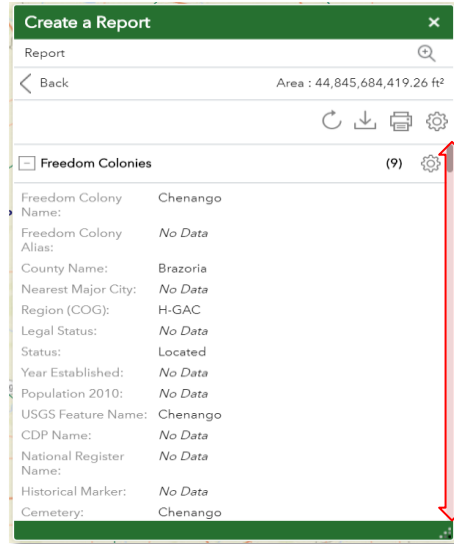 Create a Report
Report
Back Area : 44,845,684,419.26 ft²
Freedom Colonies (9)
Freedom Colony Chenango
Name:
Freedom Colony No Data
Alias:
County Name: Brazoria
Nearest Major City: No Data
Region (COG): H-GAC
Legal Status: No Data
Status: Located
Year Established: No Data
Population 2010: No Data
USGS Feature Name: Chenango
CDP Name: No Data
National Register No Data
Name:
Historical Marker: No Data
Cemetery: Chenango